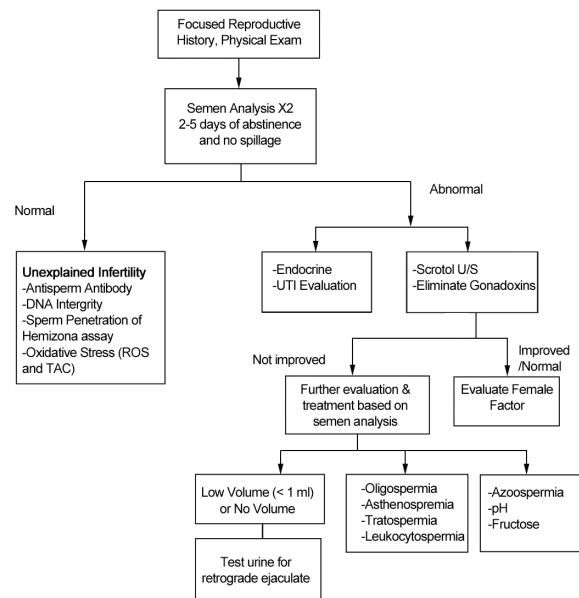 Focused Reproductive
History, Physical Exam
Semen Analysis X2
2-5 days of abstinence
and no spillage
Normal
Abnormal
Unexplained Infertility
-Antisperm Antibody
-DNA Intergrity
-Sperm Penetration of
Hemizona assay
-Oxidative Stress (ROS
and TAC)
-Endocrine
-UTI Evaluation
-Scrotol U/S
-Eliminate Gonadoxins
Not improved
Improved
/Normal
Further evaluation &
treatment based on
semen analysis
Evaluate Female
Factor
Low Volume (< 1 ml)
or No Volume
-Oligospermia
-Asthenospremia
-Tratospermia
-Leukocytospermia
-Azoospermia
-pH
-Fructose
Test urine for
retrograde ejaculate